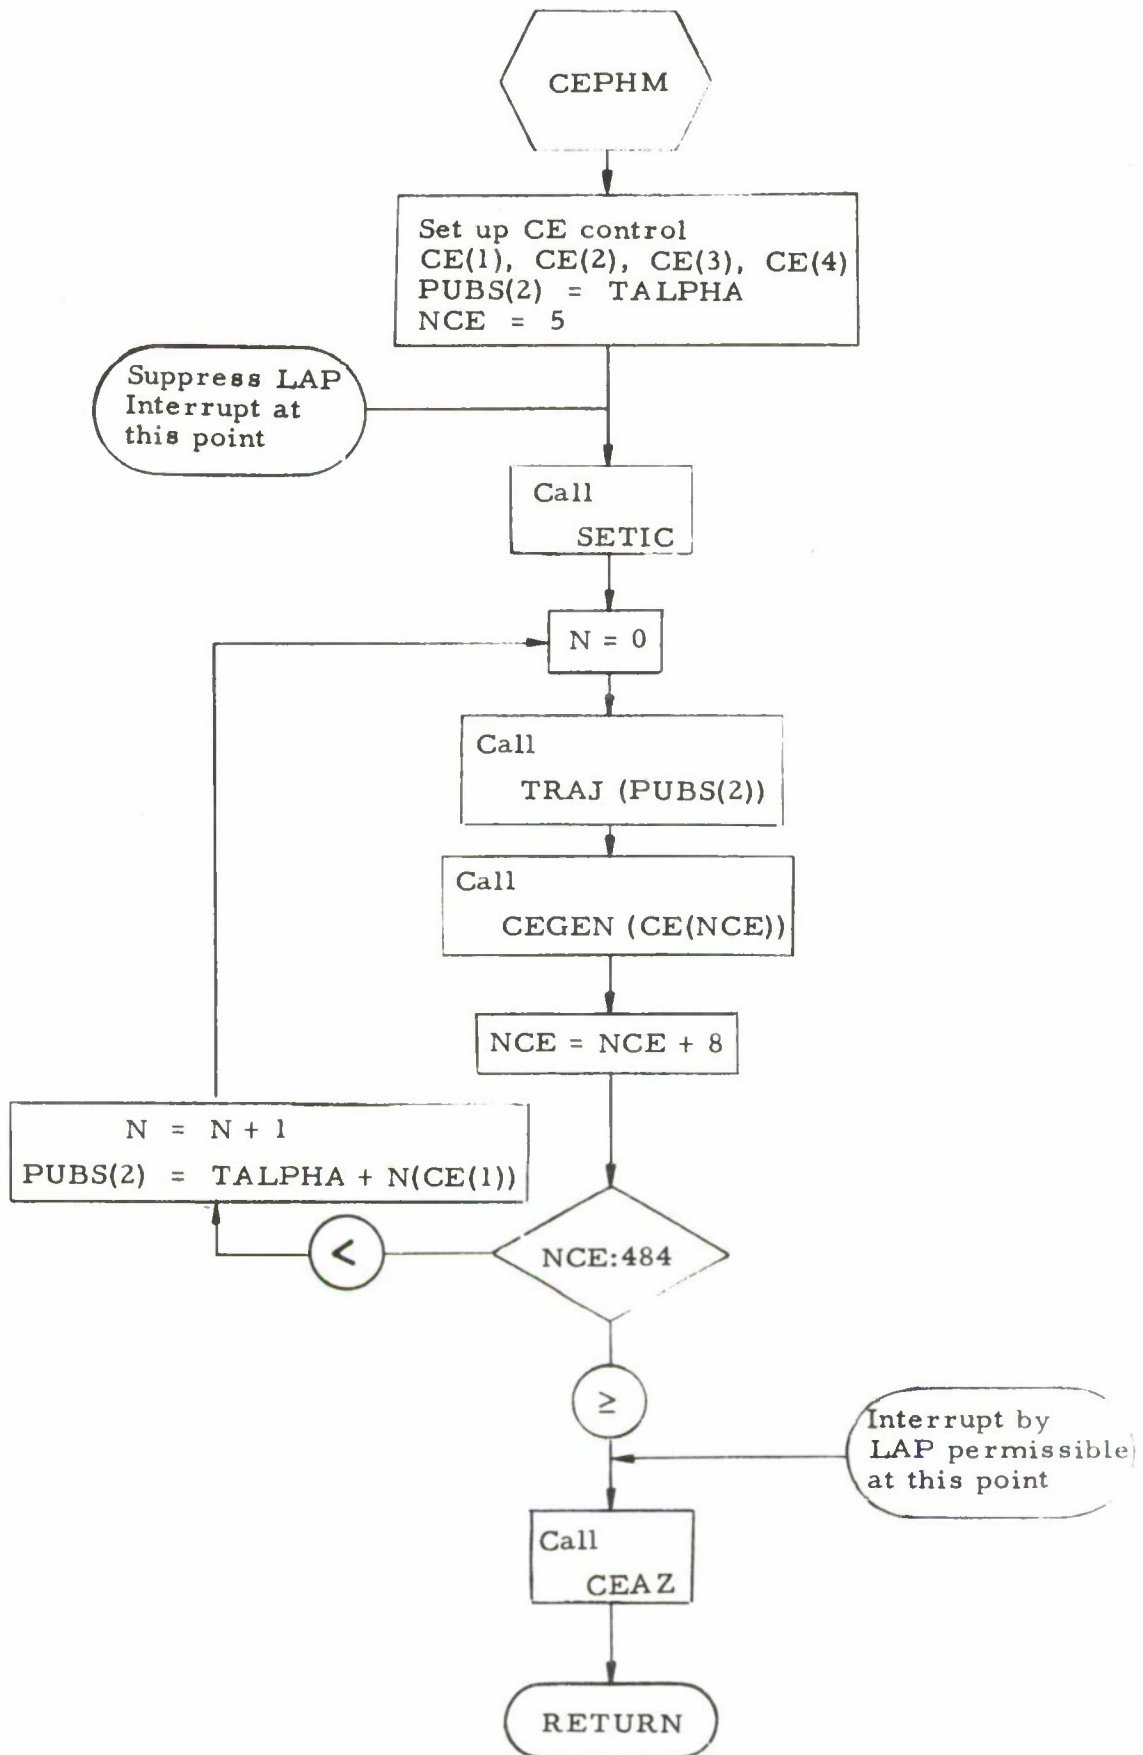 CEPHM
Set up CE control
CE(1), CE(2), CE(3), CE(4)
PUBS(2) = TALPHA
NCE = 5
Suppress LAP
Interrupt at
this point
Call
SETIC
N = 0
Call
TRAJ (PUBS(2))
Call
CEGEN (CE(NCE))
NCE = NCE + 8
N = N + 1
PUBS(2) = TALPHA + N(CE(1))
<
NCE:484
≥
Interrupt by
LAP permissible
at this point
Call
CEAZ
RETURN